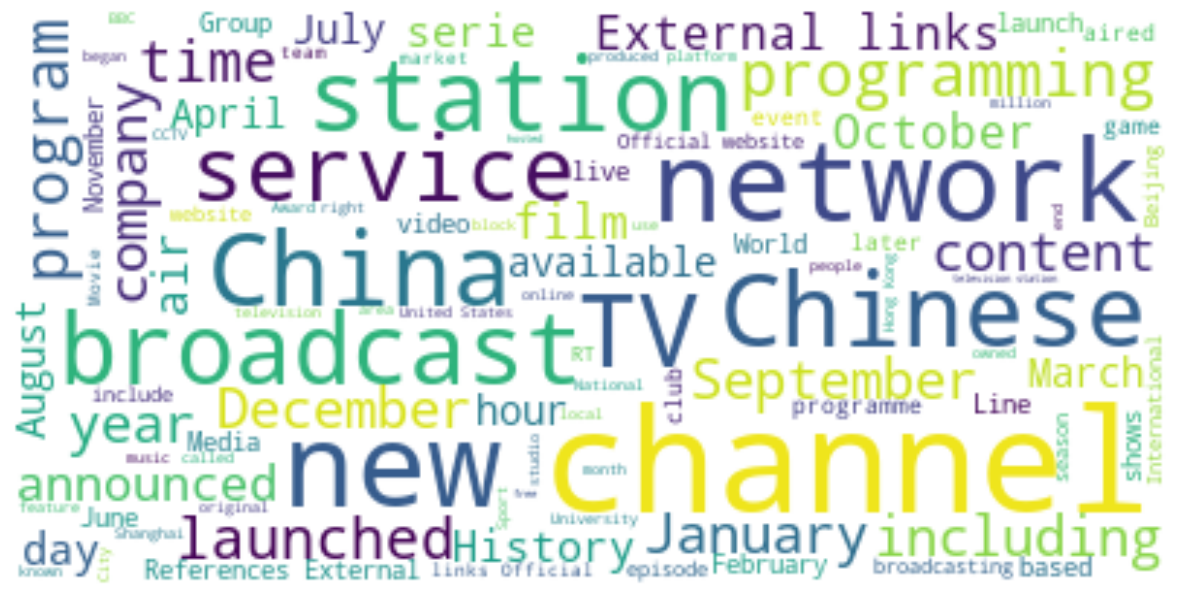 BBC
Group
July
serie
External links
launch
aired
program
began
time
team
market
produced
platform
programming
station
million
company
November
April
CCTV
hosted
event
October
game
service
live
Official website
network
Beijing
website
Award
right
video
block
film
use
end
air
China
available
World
later
content
Movie
people
Hong Kong
television station
online
TV
Chinese
August
television
area
United States
broadcast
RT
owned
National
September
March
International
include
year
December
hour
local
club
programme
Line
Media
new
channel
season
shows
music
called
studio
month
announced
free
feature
June
original
Sport
University
Shanghai
day
launched
History
January
including
known
City
References External
links Official
episode
February
broadcasting
based